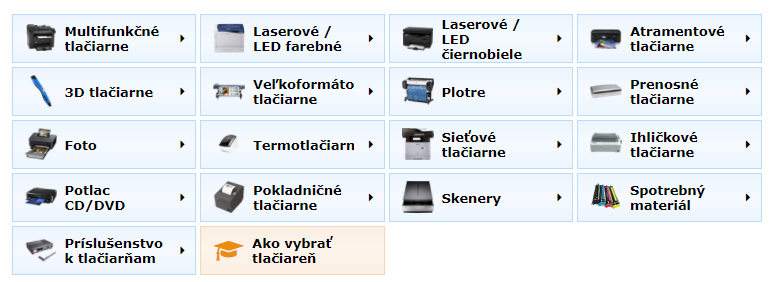 Multifunkčné
tlačiarne
Laserové /
LED farebné
Laserové /
LED
čiernobiele
Atramentové
tlačiarne
3D tlačiarne
Veľkoformáto
tlačiarne
Plotre
Prenosné
tlačiarne
Foto
Termotlačiarn
Sieťové
tlačiarne
Ihličkové
tlačiarne
Potlac
CD/DVD
Pokladničné
tlačiarne
Skenery
Spotrebný
materiál
Príslušenstvo
k tlačiarňam
Ako vybrať
tlačiareň